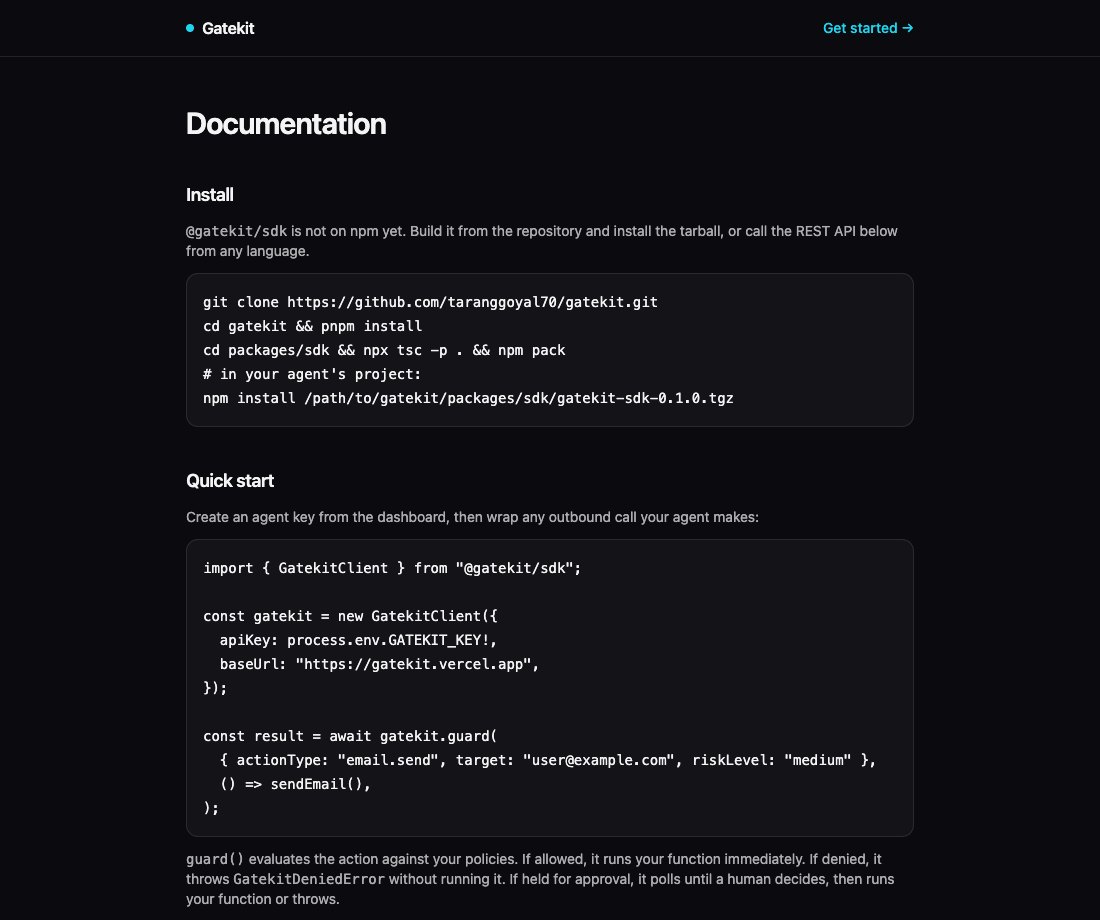 Gatekit
Get started →
Documentation
Install
@gatekit/sdk is not on npm yet. Build it from the repository and install the tarball, or call the REST API below
from any language.
git clone https://github.com/taranggoyal70/gatekit.git
cd gatekit && pnpm install
cd packages/sdk && npx tsc -p . && npm pack
# in your agent's project:
npm install /path/to/gatekit/packages/sdk/gatekit-sdk-0.1.0.tgz
Quick start
Create an agent key from the dashboard, then wrap any outbound call your agent makes:
import { GatekitClient } from "@gatekit/sdk";
const gatekit = new GatekitClient({
  apiKey: process.env.GATEKIT_KEY!,
  baseUrl: "https://gatekit.vercel.app",
});
const result = await gatekit.guard(
  { actionType: "email.send", target: "user@example.com", riskLevel: "medium" },
  () => sendEmail(),
);
guard() evaluates the action against your policies. If allowed, it runs your function immediately. If denied, it
throws GatekitDeniedError without running it. If held for approval, it polls until a human decides, then runs
your function or throws.